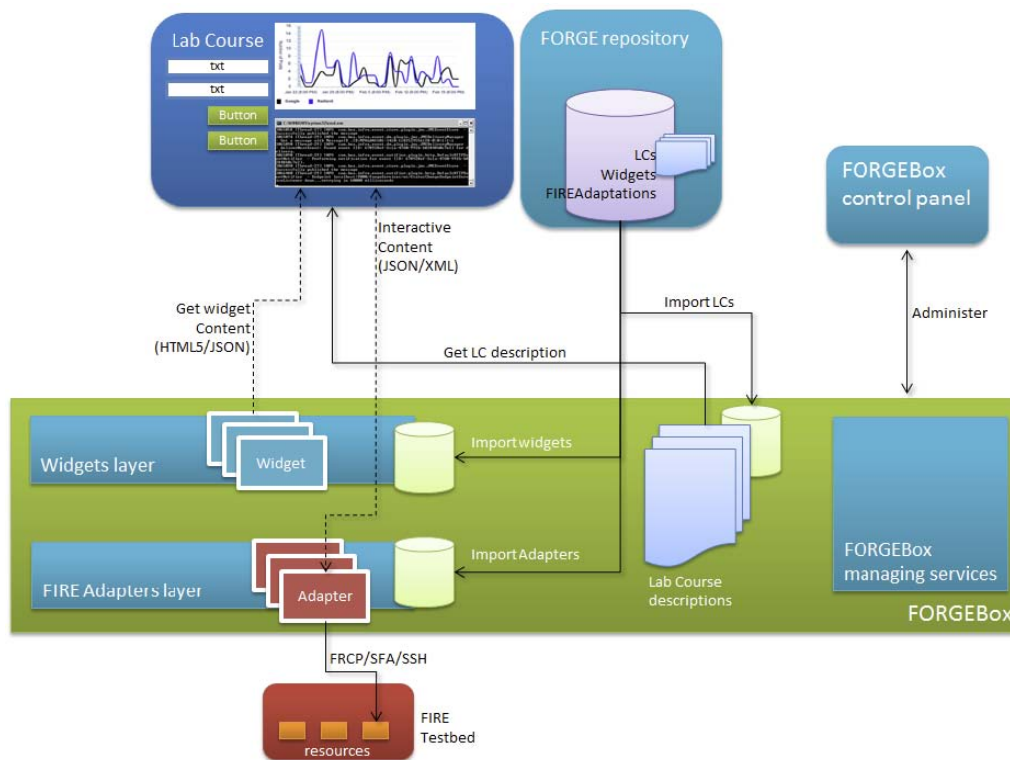 Lab Course
txt
txt
Button
Button
Google
FORGE repository
LCs
Widgets
FIREAdaptations
FORGEBox
control panel
Interactive
Content
(JSON/XML)
Get widget
Content
(HTML5/JSON)
Import LCs
Administer
Get LC description
Widgets layer
Widget
Import widgets
FIRE Adapters layer
Adapter
Import Adapters
Lab Course
descriptions
FORGEBox
managing services
FORGEBox
FRCP/SFA/SSH
resources
FIRE
Testbed